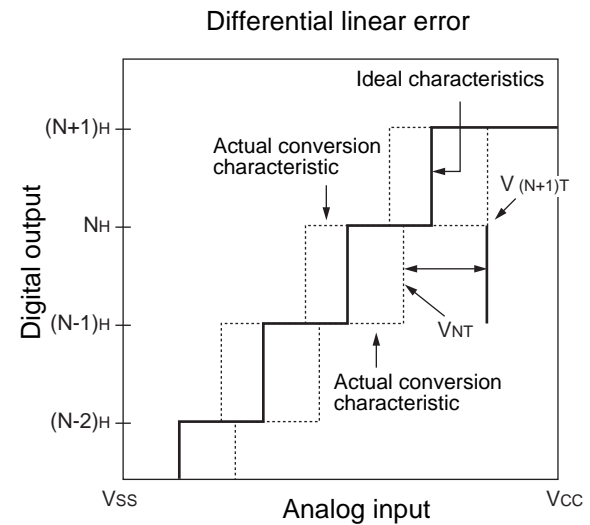 Differential linear error
Ideal characteristics
(N+1)H
Actual conversion
characteristic
V (N+1)T
NH
Digital output
(N-1)H
VNT
Actual conversion
characteristic
(N-2)H
VSS
Analog input
VCC